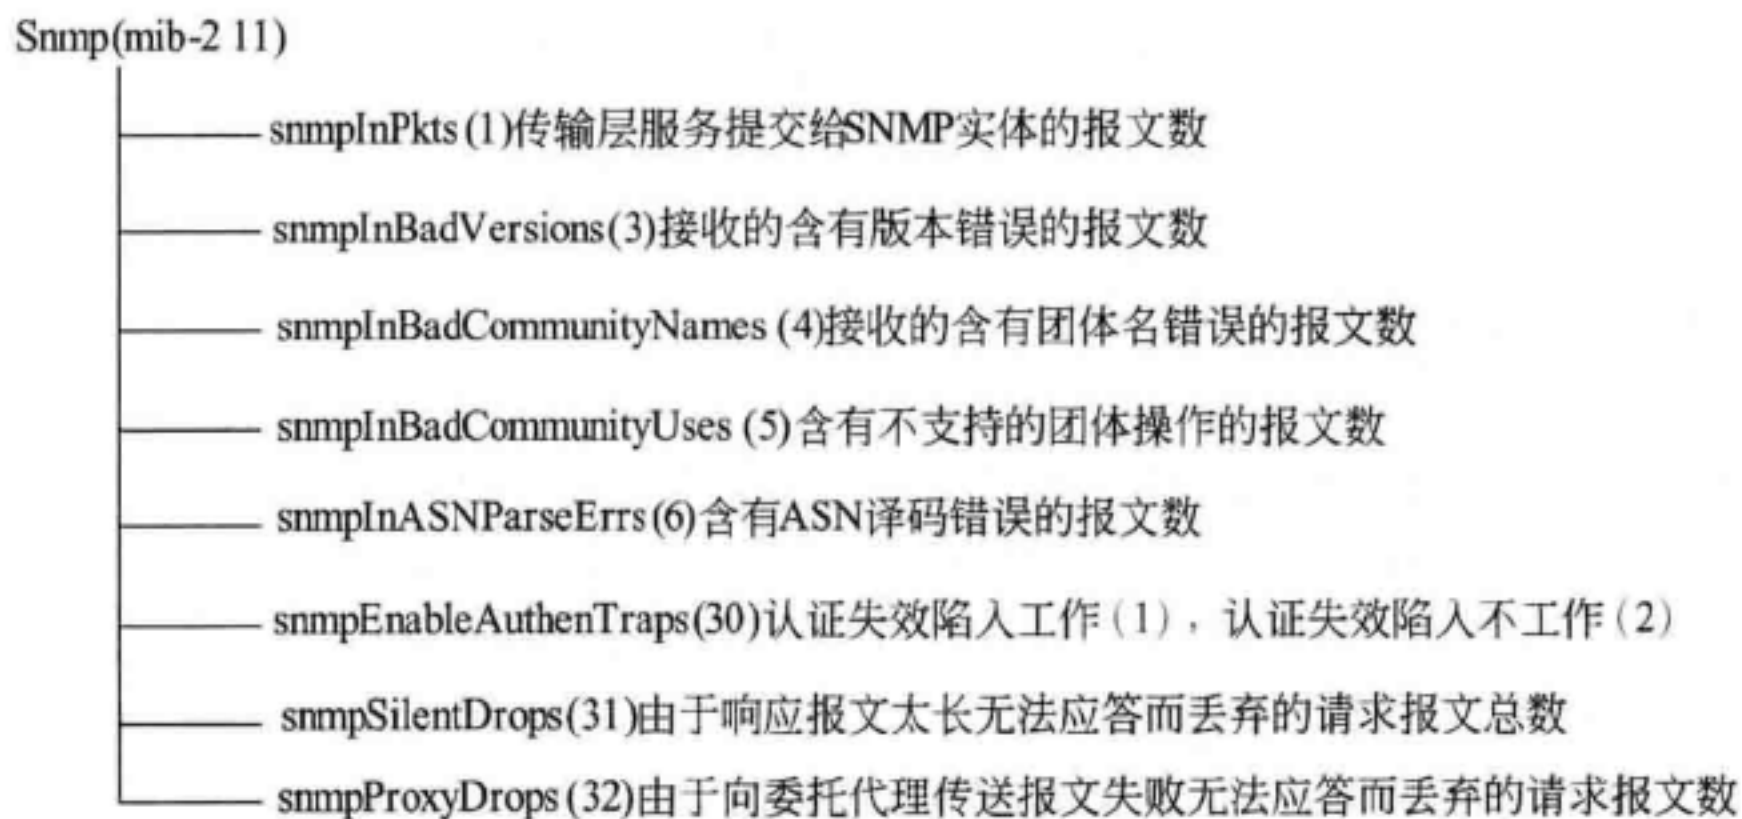 Snmp(mib-2 11)
snmpInPkts (1)传输层服务提交给SNMP实体的报文数
snmpInBadVersions(3)接收的含有版本错误的报文数
snmpInBadCommunityNames (4)接收的含有团体名错误的报文数
snmpInBadCommunityUses (5)含有不支持的团体操作的报文数
snmpInASNParseErrs(6)含有ASN译码错误的报文数
snmpEnableAuthenTraps(30)认证失效陷入工作(1)，认证失效陷入不工作(2)
snmpSilentDrops(31)由于响应报文太长无法应答而丢弃的请求报文总数
snmpProxyDrops (32)由于向委托代理传送报文失败无法应答而丢弃的请求报文数